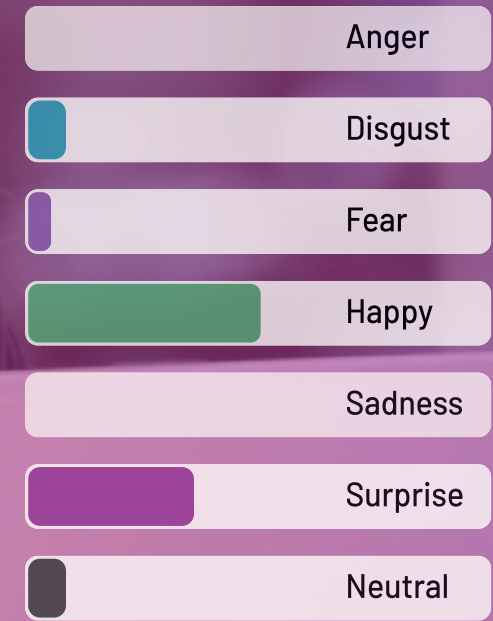 Anger
Disgust
Fear
Happy
Sadness
Surprise
Neutral